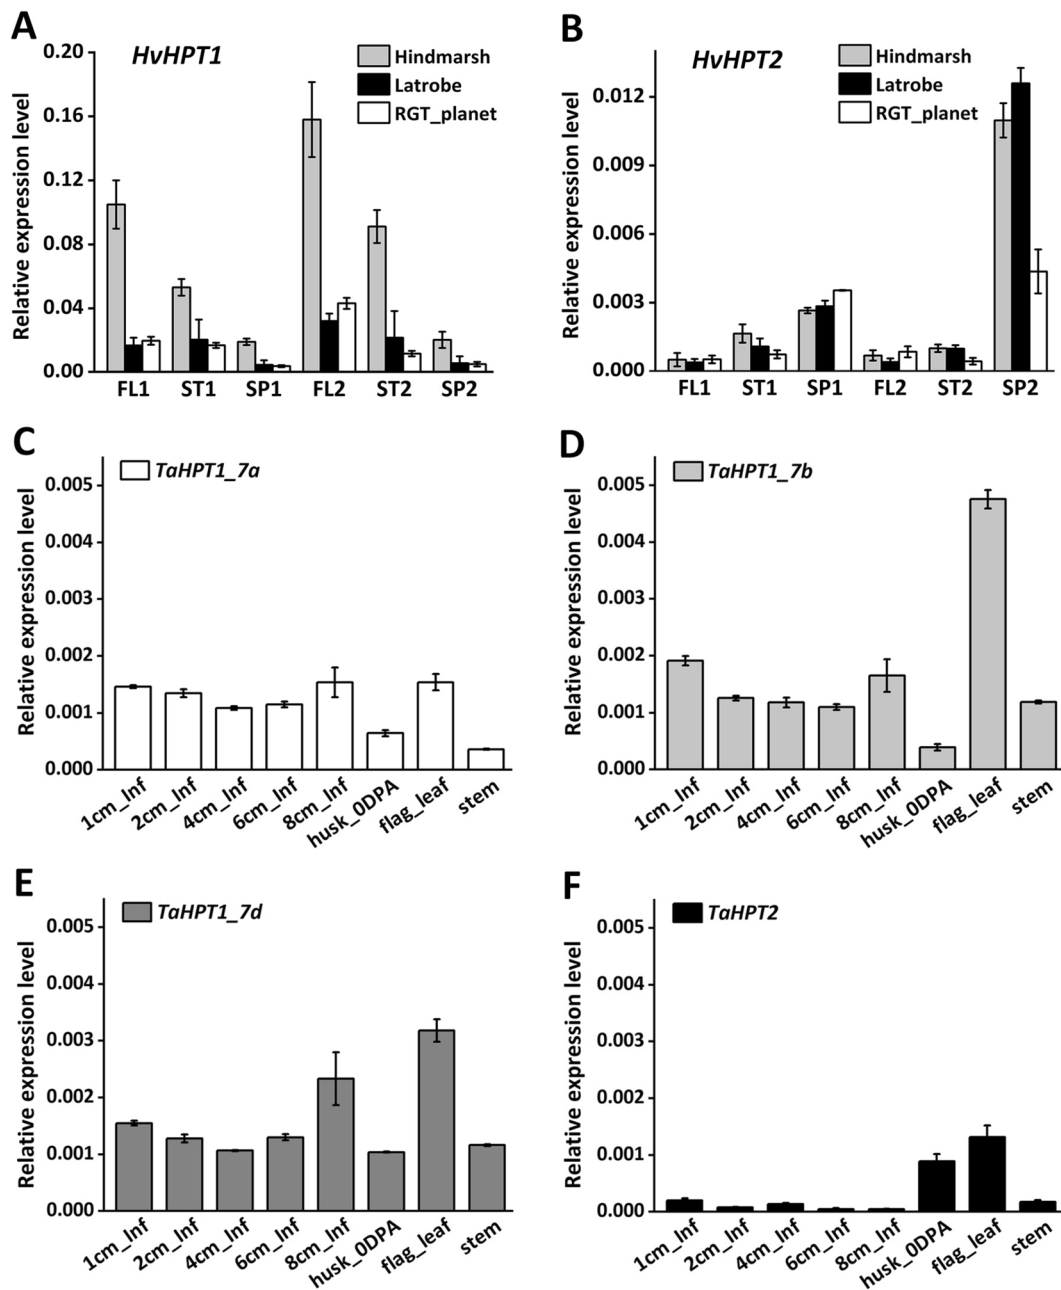 A
HvHPT1
Hindmarsh
Latrobe
RGT_planet
Relative expression level
0.20
0.16
0.12
0.08
0.04
0.00
FL1 ST1 SP1 FL2 ST2 SP2
B
HvHPT2
Hindmarsh
Latrobe
RGT_planet
Relative expression level
0.012
0.009
0.006
0.003
0.000
FL1 ST1 SP1 FL2 ST2 SP2
C
TaHPT1_7a
Relative expression level
0.005
0.004
0.003
0.002
0.001
0.000
1cm_Inf 2cm_Inf 4cm_Inf 6cm_Inf 8cm_Inf husk_0DPA flag_leaf stem
D
TaHPT1_7b
Relative expression level
0.005
0.004
0.003
0.002
0.001
0.000
1cm_Inf 2cm_Inf 4cm_Inf 6cm_Inf 8cm_Inf husk_0DPA flag_leaf stem
E
TaHPT1_7d
Relative expression level
0.005
0.004
0.003
0.002
0.001
0.000
1cm_Inf 2cm_Inf 4cm_Inf 6cm_Inf 8cm_Inf husk_0DPA flag_leaf stem
F
TaHPT2
Relative expression level
0.005
0.004
0.003
0.002
0.001
0.000
1cm_Inf 2cm_Inf 4cm_Inf 6cm_Inf 8cm_Inf husk_0DPA flag_leaf stem